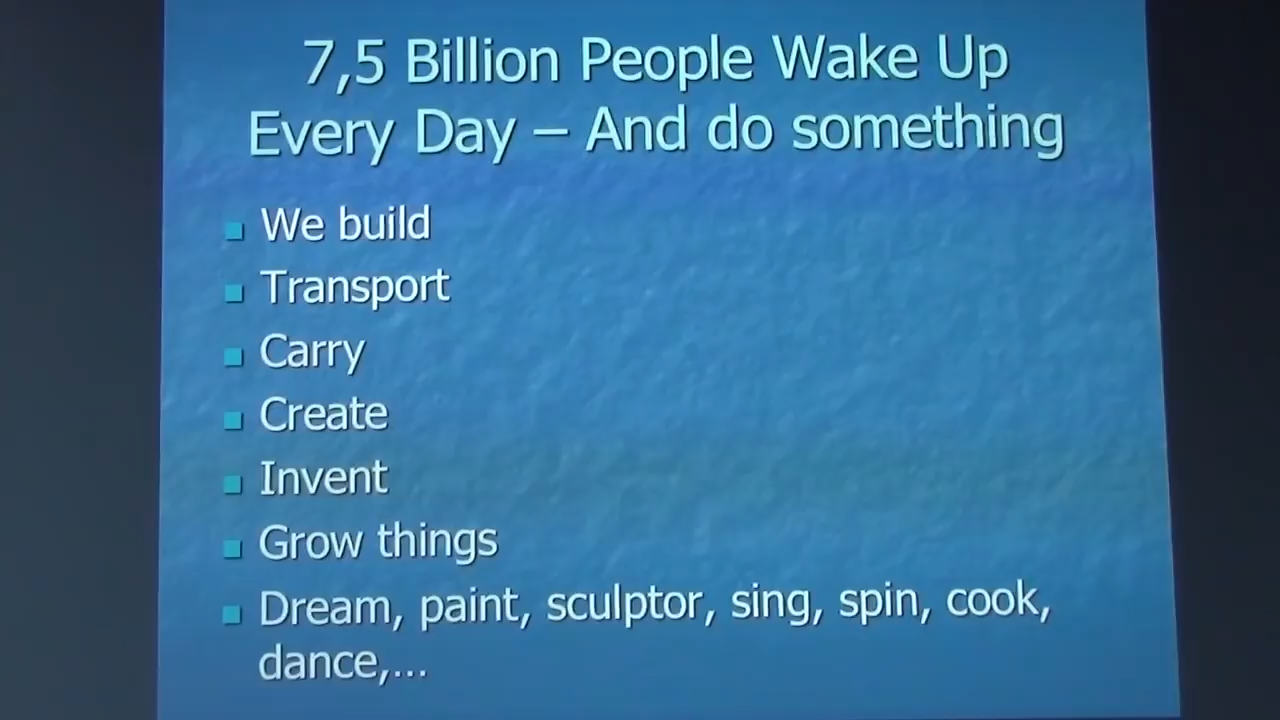 7,5 Billion People Wake Up
Every Day – And do something
We build
Transport
Carry
Create
Invent
Grow things
Dream, paint, sculptor, sing, spin, cook,
dance,...